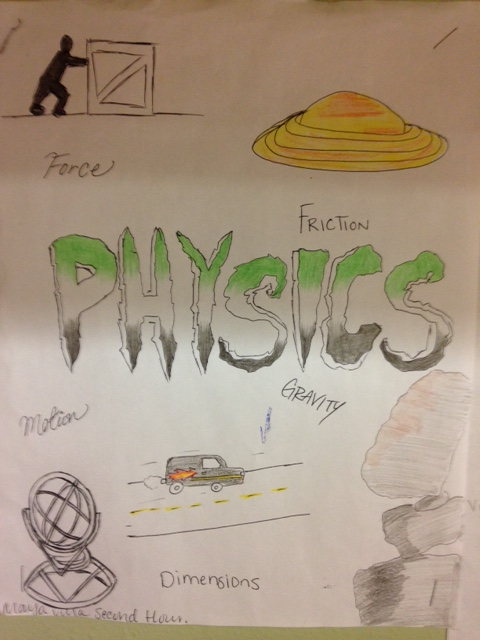 Force
FRICTION
PHYSICS
GRAVITY
Motion
Dimensions
second Hour.